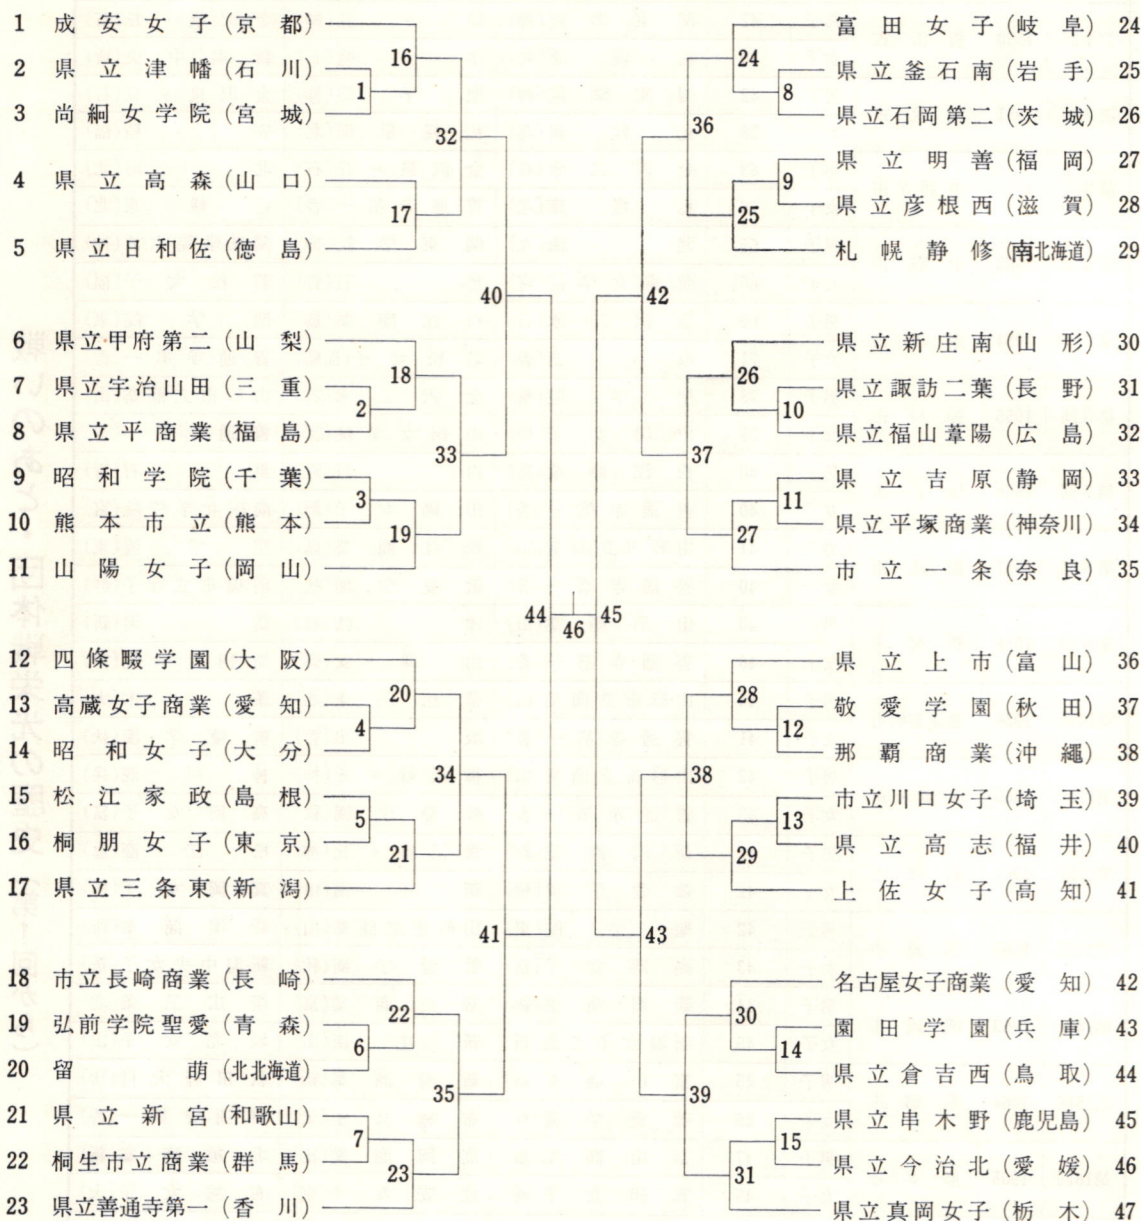 1 成安女子(京都)
2 県立津幡(石川)
3 尚絅女学院(宮城)
4 県立高森(山口)
5 県立日和佐(徳島)
6 県立甲府第二(山梨)
7 県立宇治山田(三重)
8 県立平商業(福島)
9 昭和学院(千葉)
10 熊本市立(熊本)
11 山陽女子(岡山)
12 四條畷学園(大阪)
13 高蔵女子商業(愛知)
14 昭和女子(大分)
15 松江家政(島根)
16 桐朋女子(東京)
17 県立三条東(新潟)
18 市立長崎商業(長崎)
19 弘前学院聖愛(青森)
20 留萌(北北海道)
21 県立新宮(和歌山)
22 桐生市立商業(群馬)
23 県立善通寺第一(香川)
16
1
32
17
40
18
2
33
3
19
44
46
45
20
4
34
5
21
41
22
6
35
7
23
24
8
36
9
25
42
26
10
37
11
27
28
12
38
13
29
43
30
14
39
15
31
富田女子(岐阜) 24
県立釜石南(岩手) 25
県立石岡第二(茨城) 26
県立明善(福岡) 27
県立彦根西(滋賀) 28
札幌静修(南北海道) 29
県立新庄南(山形) 30
県立諏訪二葉(長野) 31
県立福山葦陽(広島) 32
県立吉原(静岡) 33
県立平塚商業(神奈川) 34
市立一条(奈良) 35
県立上市(富山) 36
敬愛学園(秋田) 37
那覇商業(沖縄) 38
市立川口女子(埼玉) 39
県立高志(福井) 40
土佐女子(高知) 41
名古屋女子商業(愛知) 42
園田学園(兵庫) 43
県立倉吉西(鳥取) 44
県立串木野(鹿児島) 45
県立今治北(愛媛) 46
県立真岡女子(栃木) 47